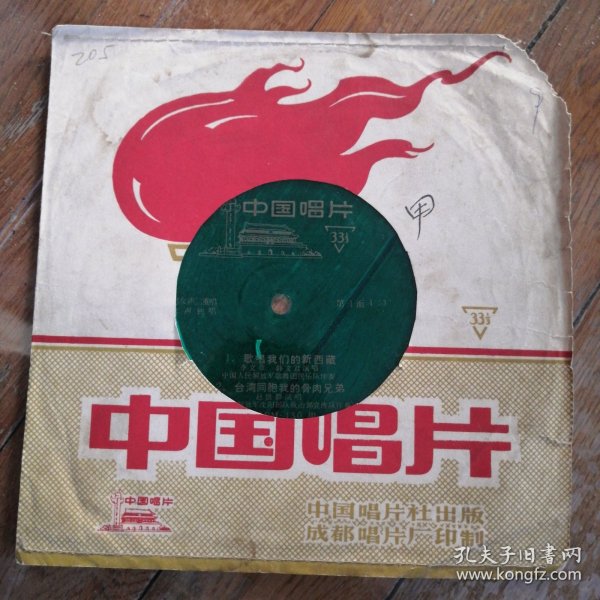 205
甲
中国唱片
33⅓
33⅓
1. 歌唱我们的新西藏
2. 台湾同胞我的骨肉兄弟
中国唱片
中国唱片
中国唱片社出版
成都唱片厂印制
孔夫子旧书网
www.kongfz.com